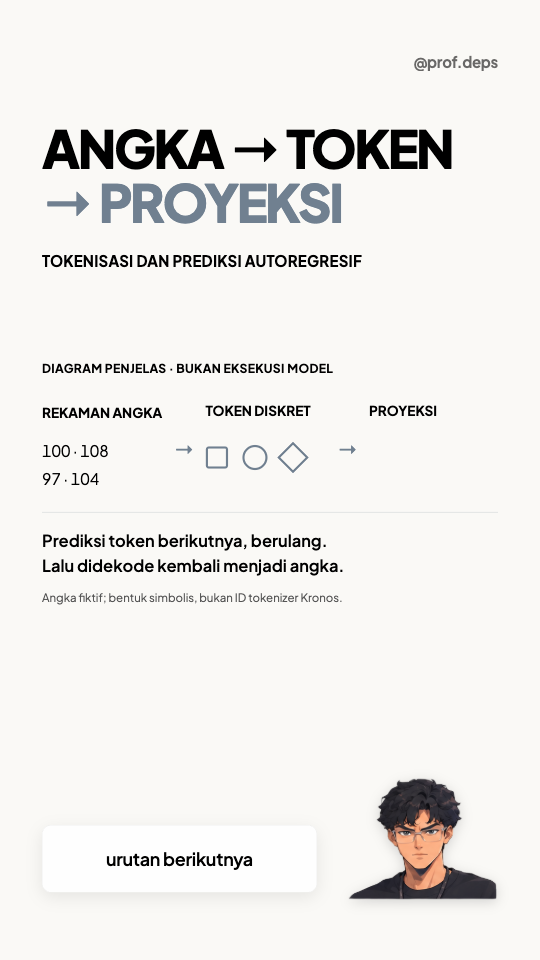 @prof.deps
ANGKA → TOKEN
→ PROYEKSI
TOKENISASI DAN PREDIKSI AUTOREGRESIF
DIAGRAM PENJELAS · BUKAN EKSEKUSI MODEL
REKAMAN ANGKA
100 · 108
97 · 104
→
TOKEN DISKRET
→
PROYEKSI
Prediksi token berikutnya, berulang.
Lalu didekode kembali menjadi angka.
Angka fiktif; bentuk simbolis, bukan ID tokenizer Kronos.
urutan berikutnya